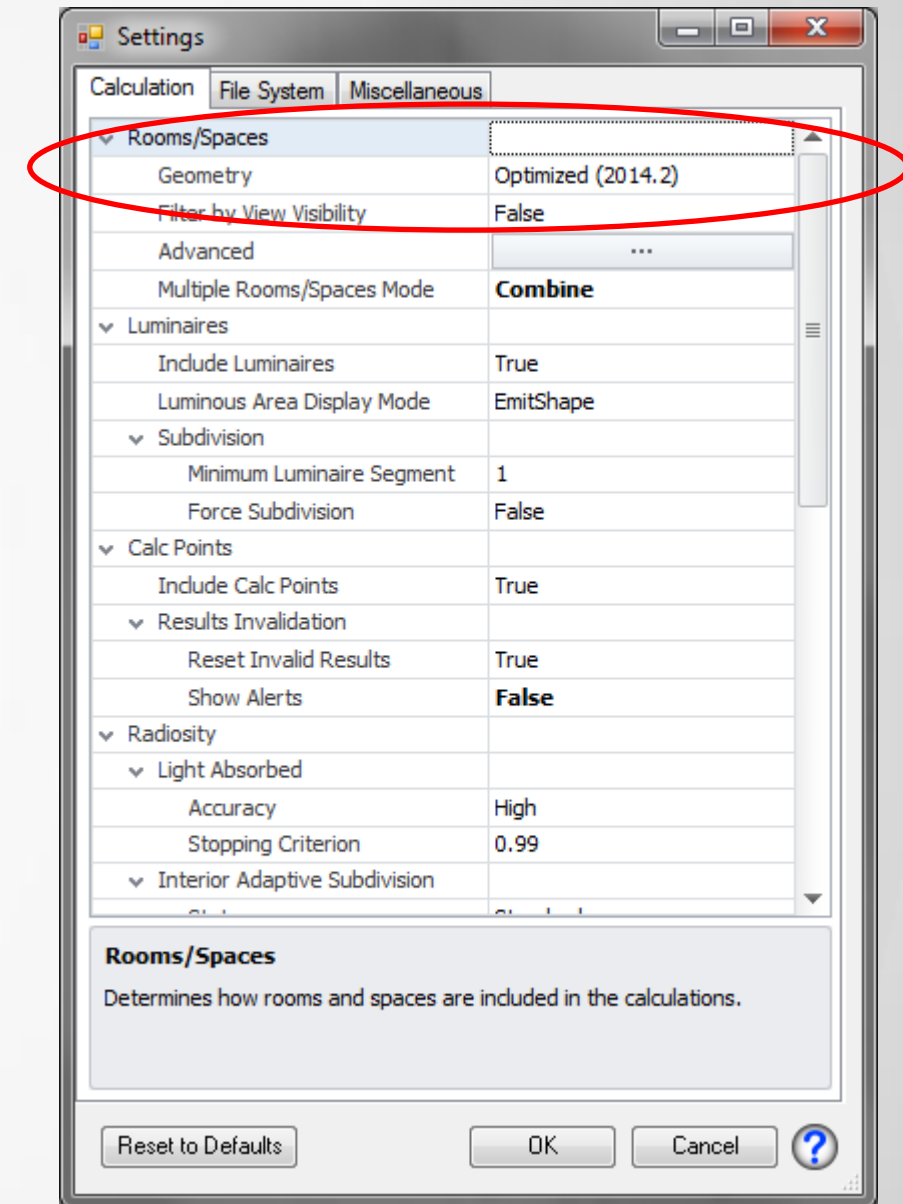 Settings
Calculation File System Miscellaneous
Rooms/Spaces
Geometry Optimized (2014.2)
Filter by View Visibility False
Advanced ...
Multiple Rooms/Spaces Mode Combine
Luminaires
Include Luminaires True
Luminous Area Display Mode EmitShape
Subdivision
Minimum Luminaire Segment 1
Force Subdivision False
Calc Points
Include Calc Points True
Results Invalidation
Reset Invalid Results True
Show Alerts False
Radiosity
Light Absorbed
Accuracy High
Stopping Criterion 0.99
Interior Adaptive Subdivision
Rooms/Spaces
Determines how rooms and spaces are included in the calculations.
Reset to Defaults OK Cancel ?